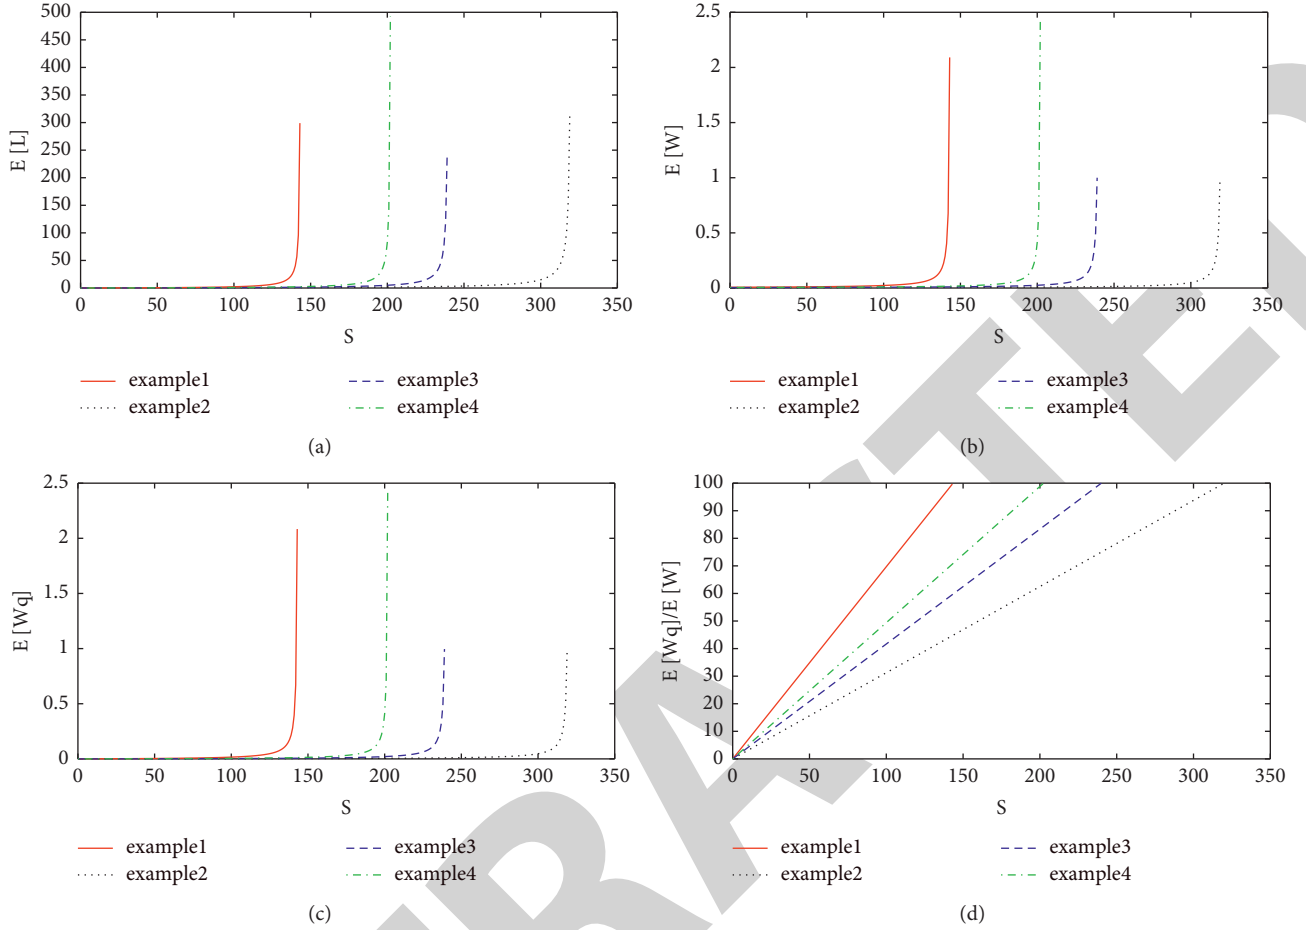 500
450
400
350
300
250
200
150
100
50
0
E [L]
0 50 100 150 200 250 300 350
S
example1
example2
example3
example4
(a)
2.5
2
1.5
1
0.5
0
E [W]
0 50 100 150 200 250 300 350
S
example1
example2
example3
example4
(b)
2.5
2
1.5
1
0.5
0
E [Wq]
0 50 100 150 200 250 300 350
S
example1
example2
example3
example4
(c)
100
90
80
70
60
50
40
30
20
10
0
E [Wq]/E [W]
0 50 100 150 200 250 300 350
S
example1
example2
example3
example4
(d)